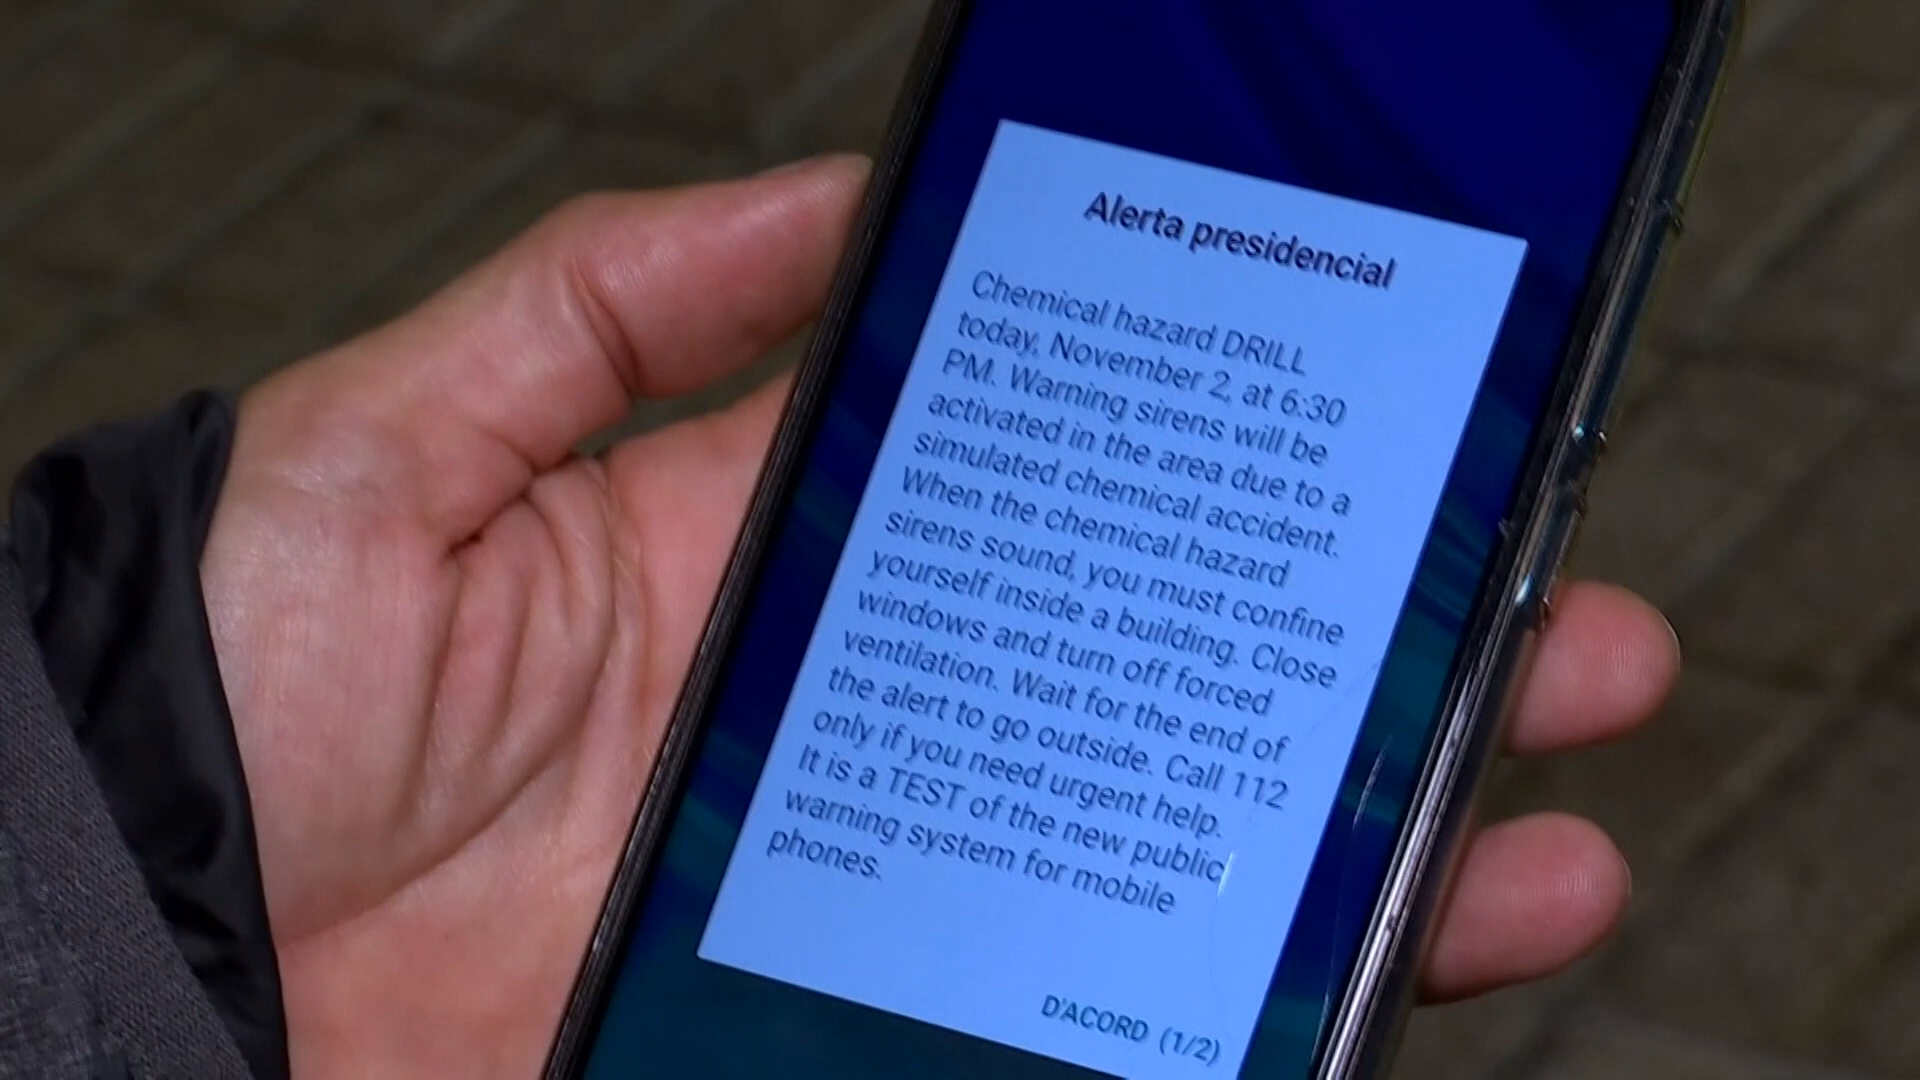 Alerta presidencial
Chemical hazard DRILL
today, November 2, at 6:30
PM. Warning sirens will be
activated in the area due to a
simulated chemical accident.
When the chemical hazard
sirens sound, you must confine
yourself inside a building. Close
windows and turn off forced
ventilation. Wait for the end of
the alert to go outside. Call 112
only if you need urgent help.
It is a TEST of the new public
warning system for mobile
phones.
D'ACORD (1/2)